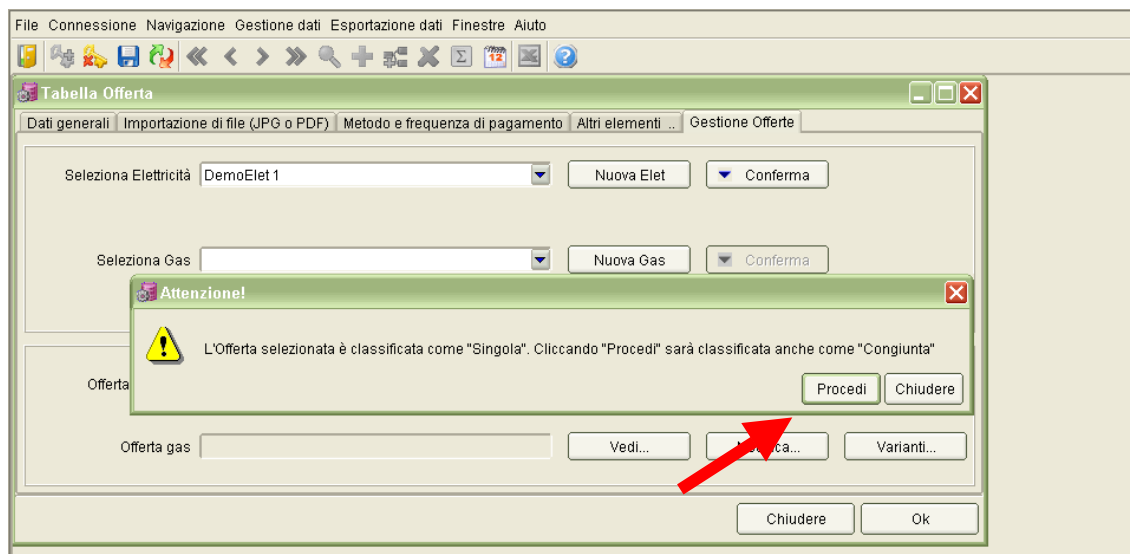 File Connessione Navigazione Gestione dati Esportazione dati Finestre Aiuto
12
Tabella Offerta
Dati generali Importazione di file (JPG o PDF) Metodo e frequenza di pagamento Altri elementi .. Gestione Offerte
Seleziona Elettricità DemoElet 1 Nuova Elet Conferma
Seleziona Gas Nuova Gas Conferma
Attenzione!
L'Offerta selezionata è classificata come "Singola". Cliccando "Procedi" sarà classificata anche come "Congiunta"
Offerta
Procedi Chiudere
Offerta gas Vedi... Varianti...
Chiudere Ok